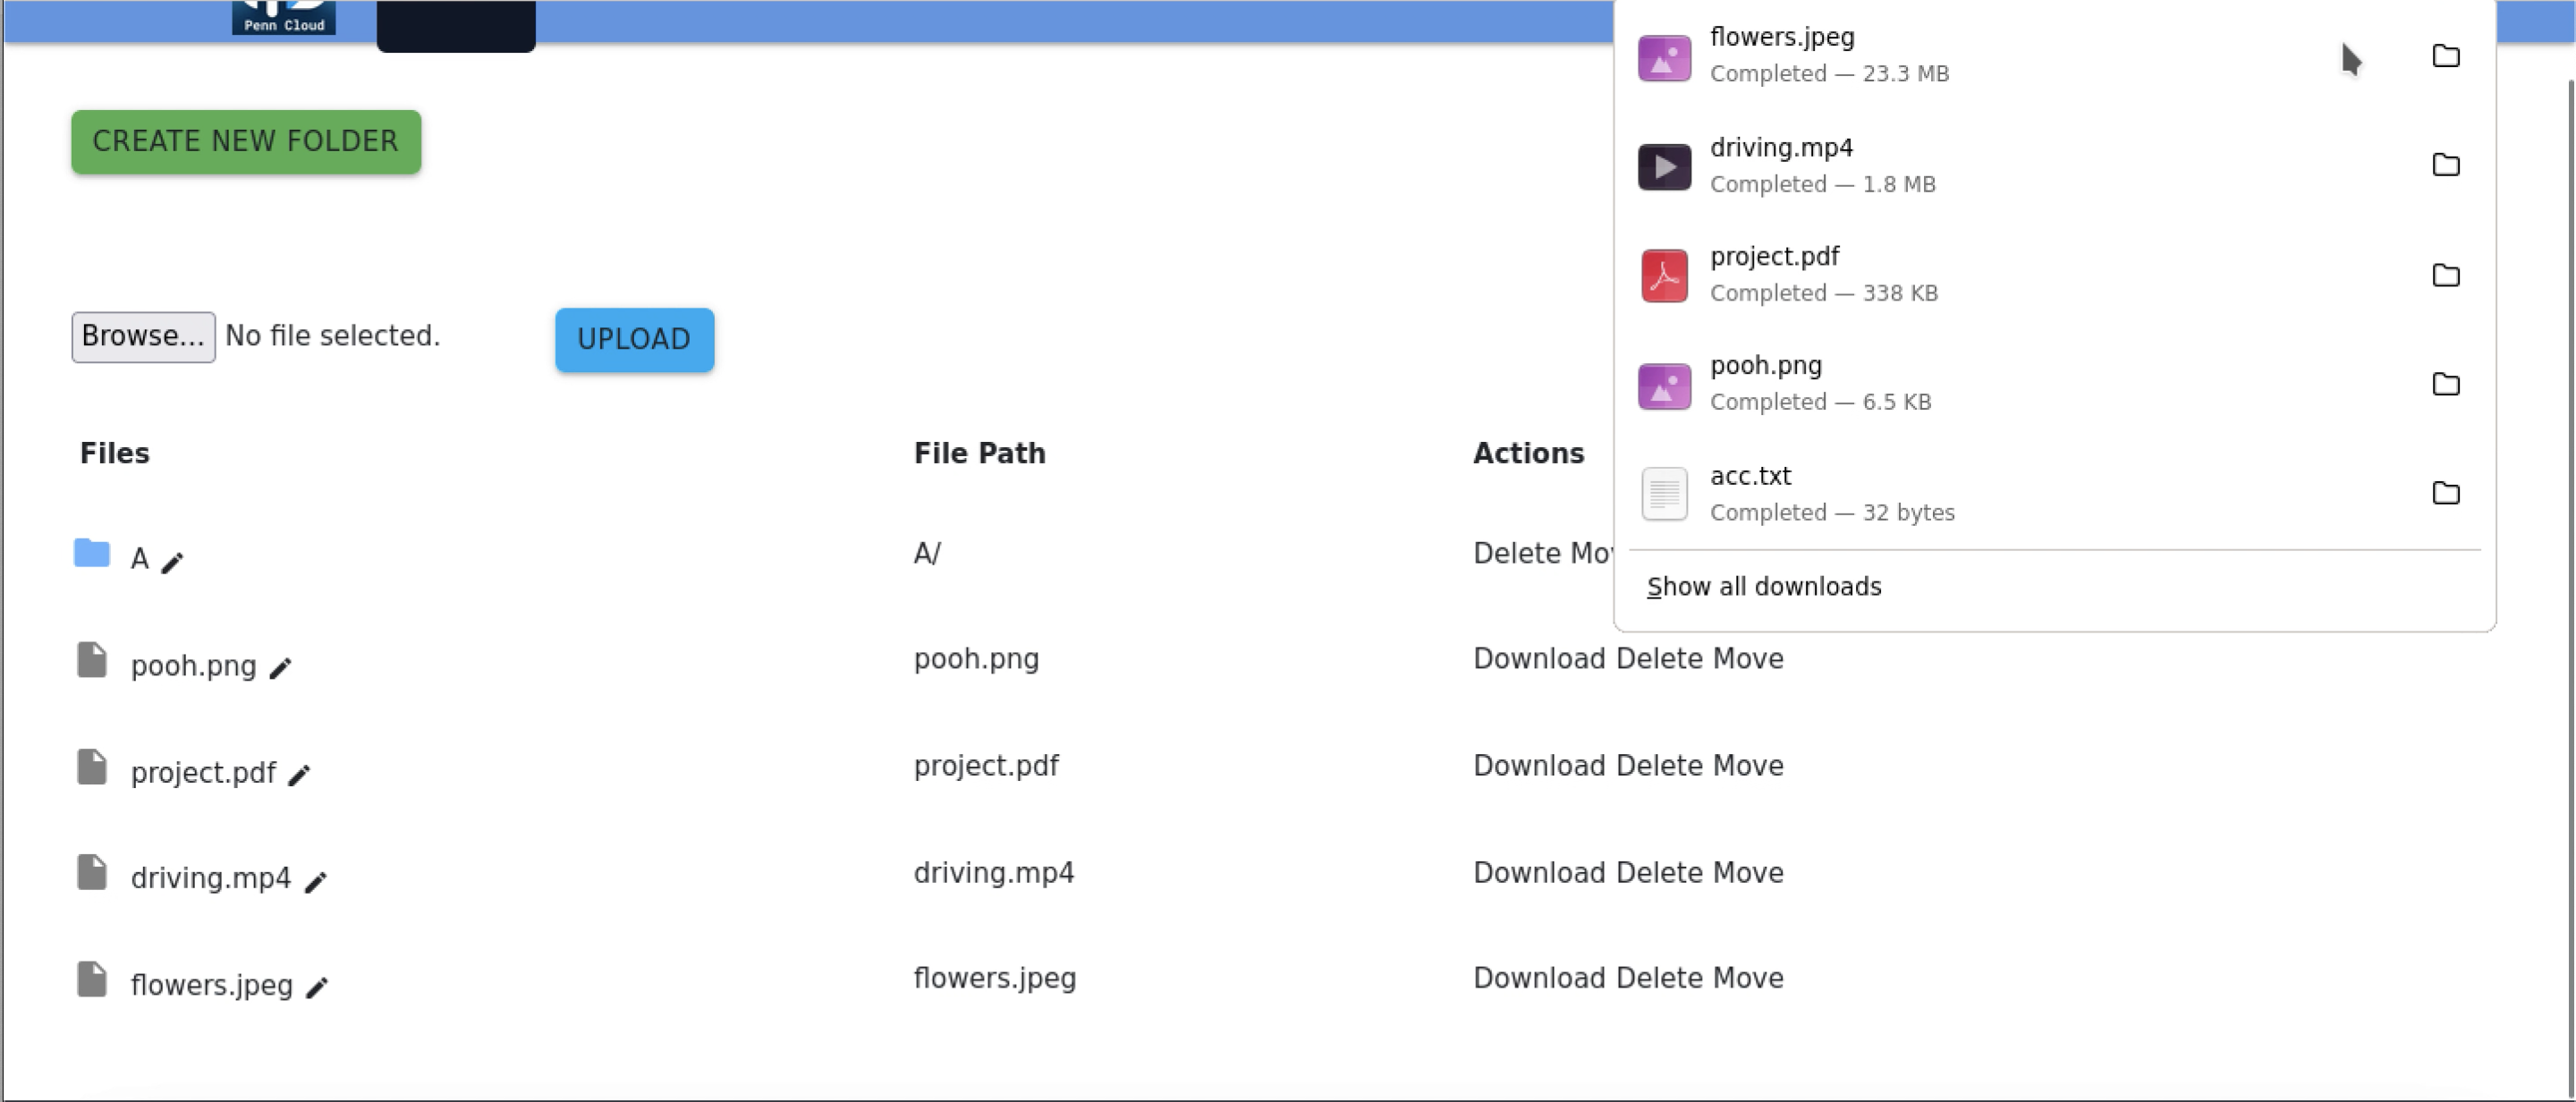 Penn Cloud
CREATE NEW FOLDER
Browse... No file selected.
UPLOAD
Files File Path Actions
A A/ Delete
pooh.png pooh.png Download Delete Move
project.pdf project.pdf Download Delete Move
driving.mp4 driving.mp4 Download Delete Move
flowers.jpeg flowers.jpeg Download Delete Move
flowers.jpeg
Completed — 23.3 MB
driving.mp4
Completed — 1.8 MB
project.pdf
Completed — 338 KB
pooh.png
Completed — 6.5 KB
acc.txt
Completed — 32 bytes
Show all downloads